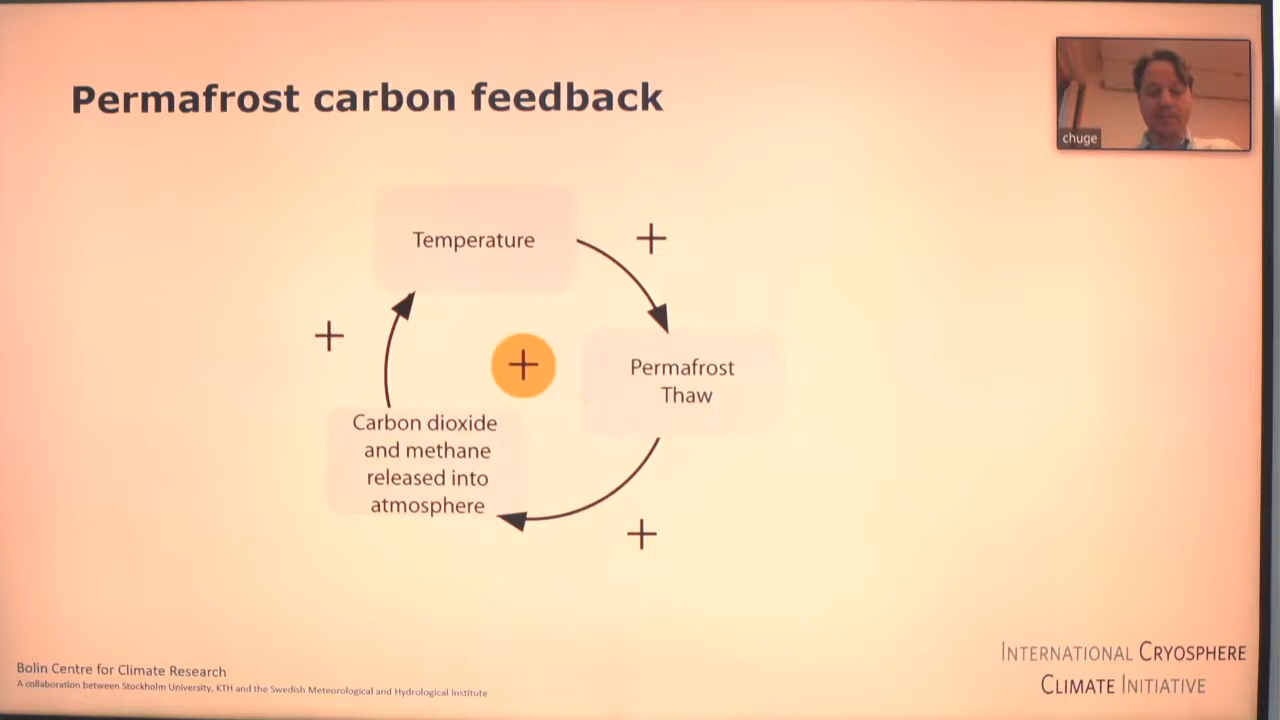 Permafrost carbon feedback
chuge
Temperature
+
+
+
Permafrost
Thaw
Carbon dioxide
and methane
released into
atmosphere
+
Bolin Centre for Climate Research
A collaboration between Stockholm University, KTH and the Swedish Meteorological and Hydrological Institute
INTERNATIONAL CRYOSPHERE
CLIMATE INITIATIVE